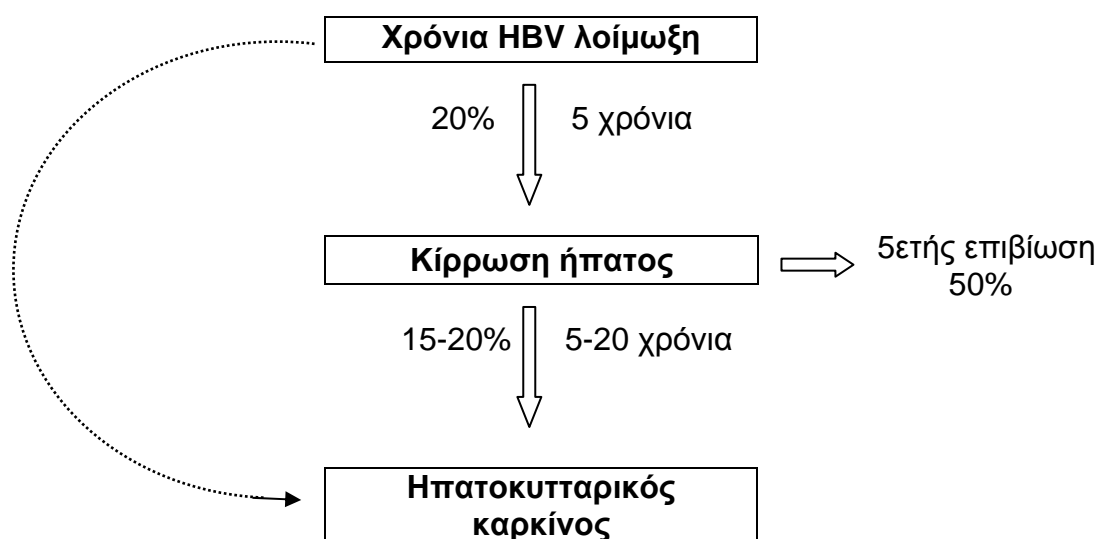 Χρόνια HBV λοίμωξη
20% 5 χρόνια
Κίρρωση ήπατος
5ετής επιβίωση
50%
15-20% 5-20 χρόνια
Ηπατοκυτταρικός
καρκίνος